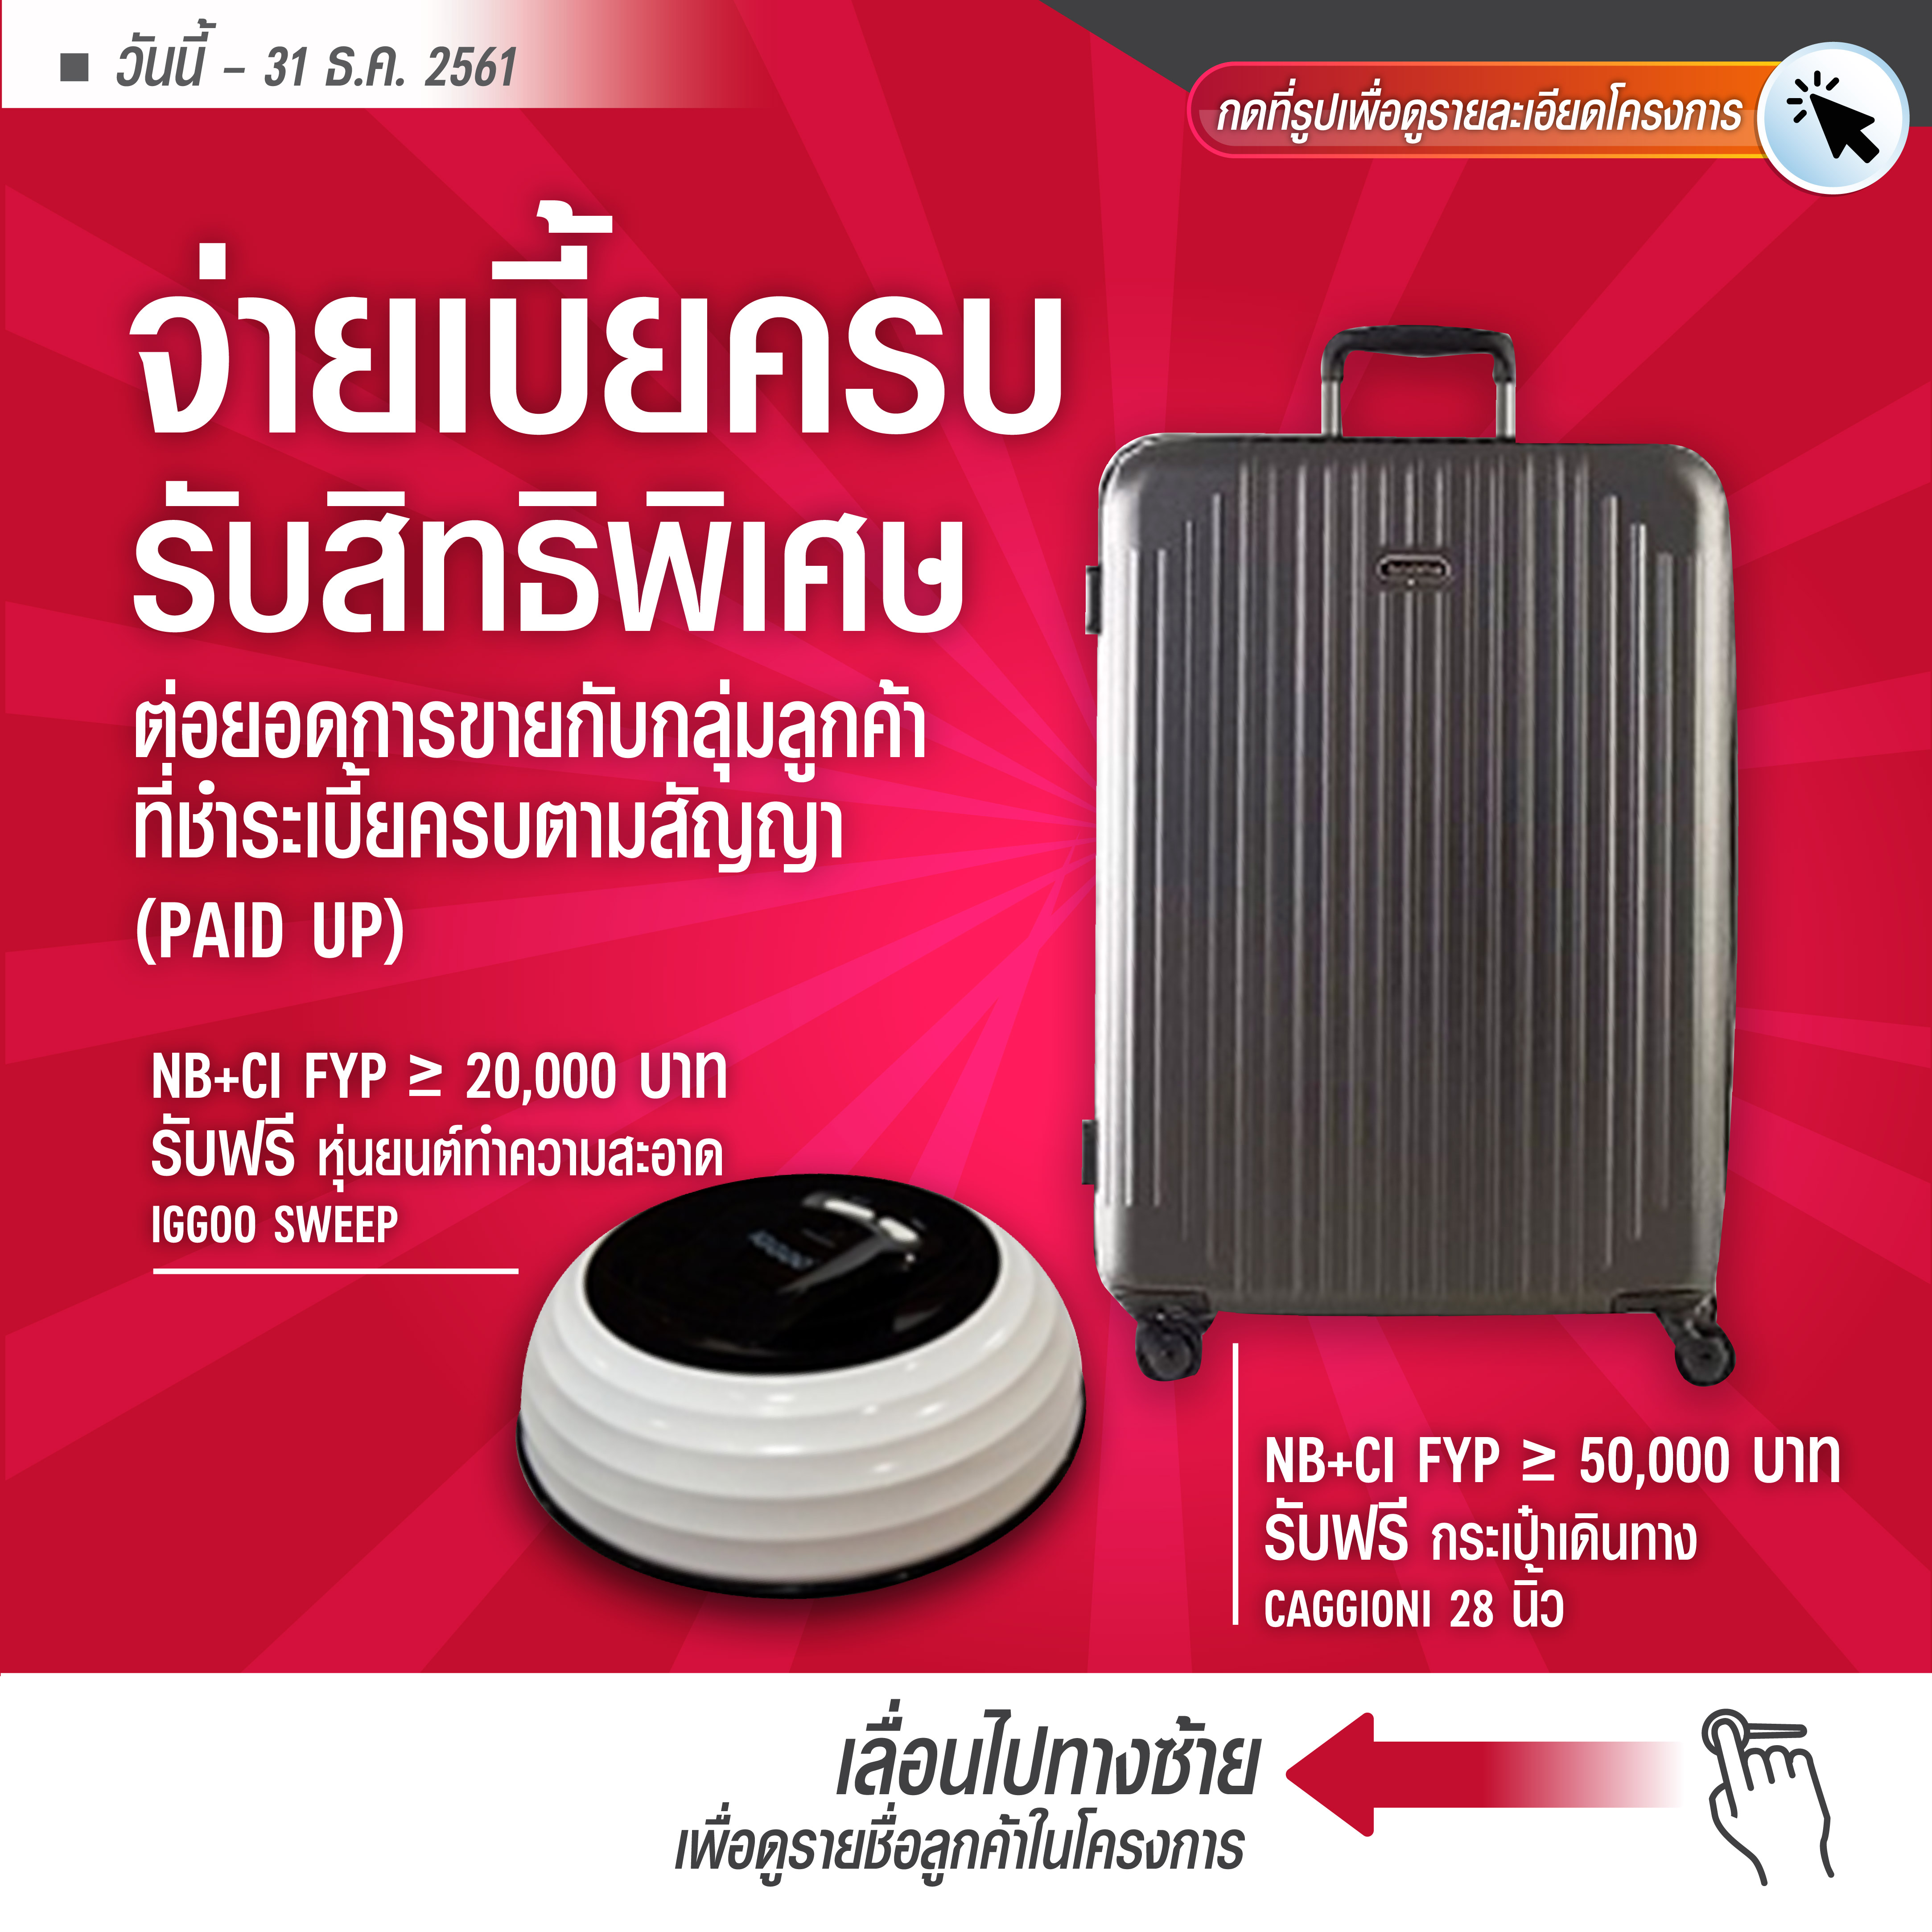 วันนี้ - 31 ธ.ค. 2561
กดที่รูปเพื่อดูรายละเอียดโครงการ
จ่ายเบี้ยครบ
รับสิทธิพิเศษ
ต่อยอดการขายกับกลุ่มลูกค้า
ที่ชำระเบี้ยครบตามสัญญา
(PAID UP)
NB+CI FYP ≥ 20,000 บาท
รับฟรี หุ่นยนต์ทำความสะอาด
IGGOO SWEEP
IGGOO
NB+CI FYP ≥ 50,000 บาท
รับฟรี กระเป๋าเดินทาง
CAGGIONI 28 นิ้ว
เลื่อนไปทางซ้าย
เพื่อดูรายชื่อลูกค้าในโครงการ